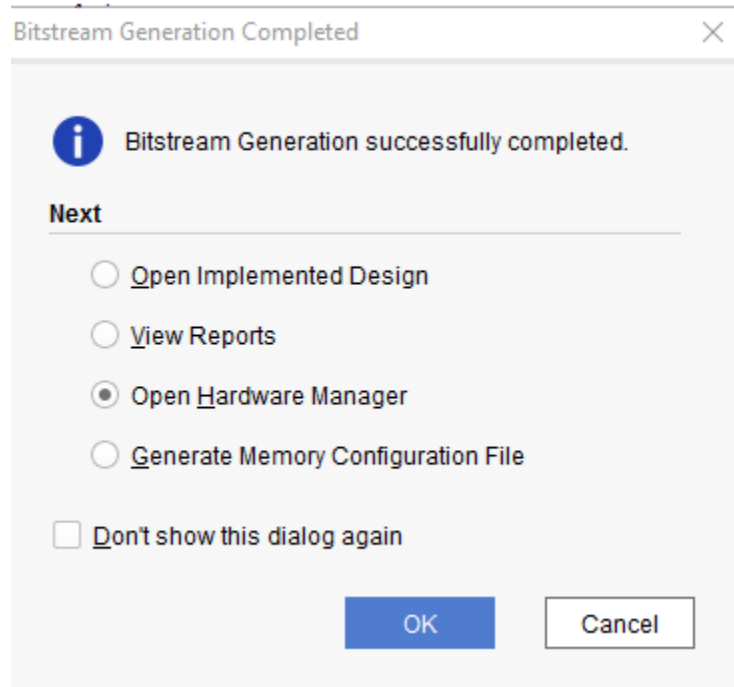 Bitstream Generation Completed
Bitstream Generation successfully completed.
Next
Open Implemented Design
View Reports
Open Hardware Manager
Generate Memory Configuration File
Don't show this dialog again
OK
Cancel